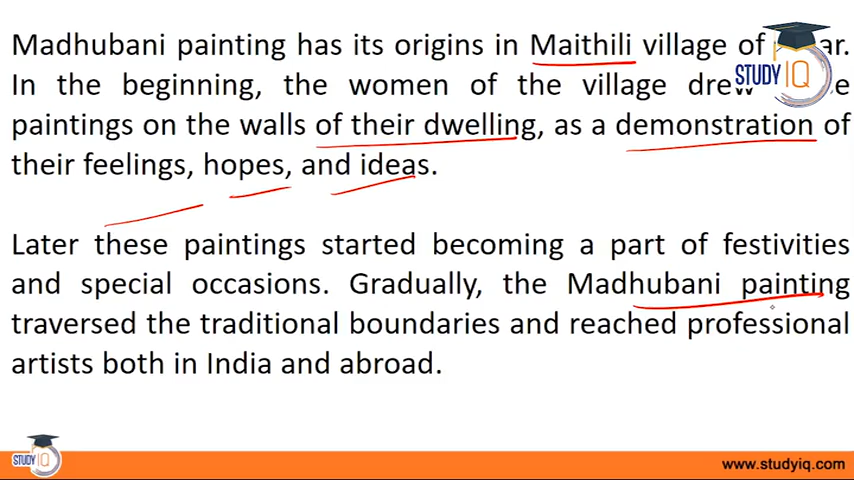 Madhubani painting has its origins in Maithili village of
In the beginning, the women of the village drew
paintings on the walls of their dwelling, as a demonstration of
their feelings, hopes, and ideas.
STUDY IQ
Later these paintings started becoming a part of festivities
and special occasions. Gradually, the Madhubani painting
traversed the traditional boundaries and reached professional
artists both in India and abroad.
STUDY IQ
www.studyiq.com